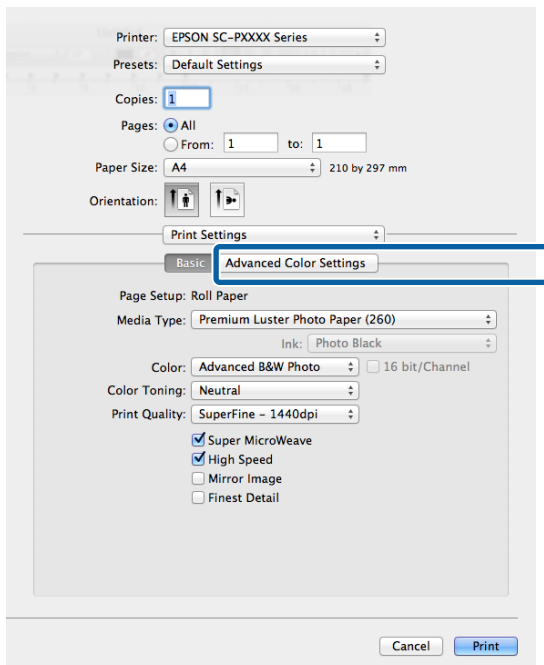 Printer: EPSON SC-PXXXX Series
Presets: Default Settings
Copies: 1
Pages: All
From: 1 to: 1
Paper Size: A4 210 by 297 mm
Orientation:
Print Settings
Basic Advanced Color Settings
Page Setup: Roll Paper
Media Type: Premium Luster Photo Paper (260)
Ink: Photo Black
Color: Advanced B&W Photo 16 bit/Channel
Color Toning: Neutral
Print Quality: SuperFine – 1440dpi
Super MicroWeave
High Speed
Mirror Image
Finest Detail
Cancel Print